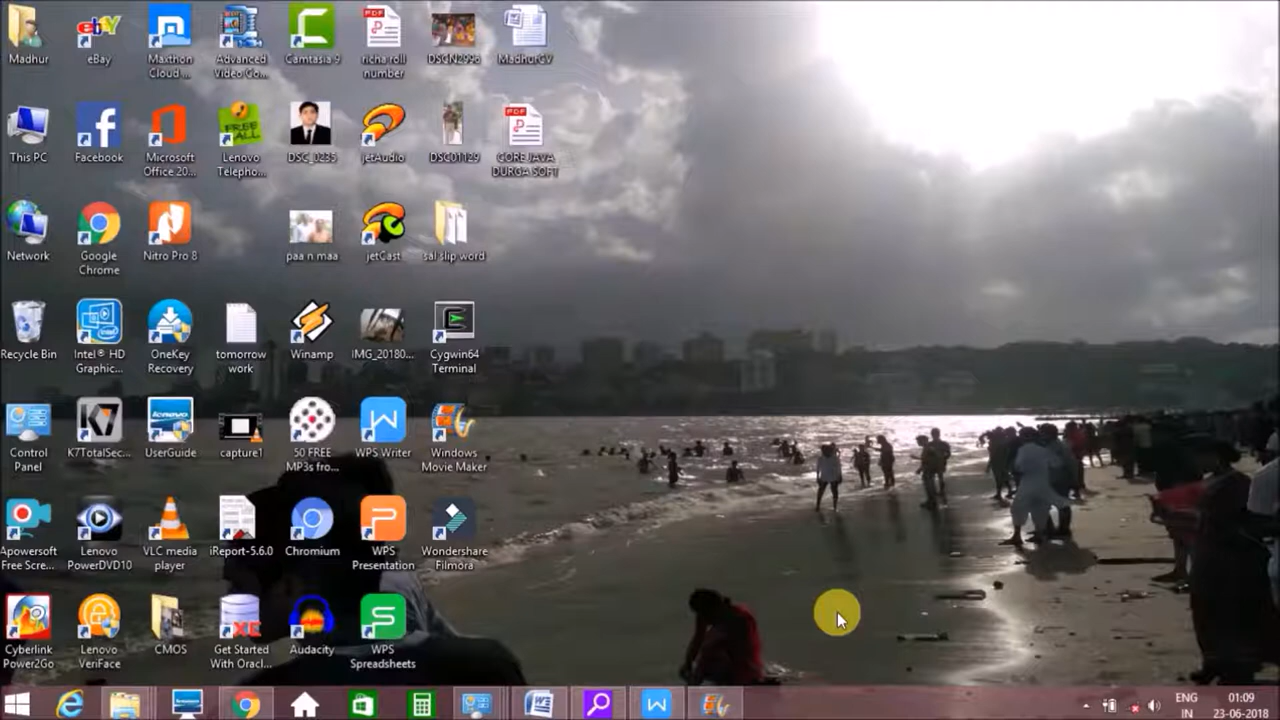 Madhur
eBay
Maxthon
Cloud ...
Advanced
Video Co...
Camtasia 9
PDF
richa roll
number
DSCN2996
MadhurCV
This PC
Facebook
Microsoft
Office 20...
FREE
CALL
Lenovo
Telepho...
DSC_0235
jetAudio
DSC01129
PDF
CORE JAVA
DURGA SOFT
Network
Google
Chrome
Nitro Pro 8
paa n maa
jetCast
sal slip word
Recycle Bin
Intel® HD
Graphic...
OneKey
Recovery
tomorrow
work
Winamp
IMG_20180...
Cygwin64
Terminal
Control
Panel
K7TotalSec...
UserGuide
capture1
50 FREE
MP3s fro...
WPS Writer
Windows
Movie Maker
Apowersoft
Free Scre...
Lenovo
PowerDVD10
VLC media
player
iReport-5.6.0
Chromium
WPS
Presentation
Wondershare
Filmora
Cyberlink
Power2Go
Lenovo
VeriFace
CMOS
XE
Get Started
With Oracl...
Audacity
WPS
Spreadsheets
ENG
IN
01:09
23-06-2018